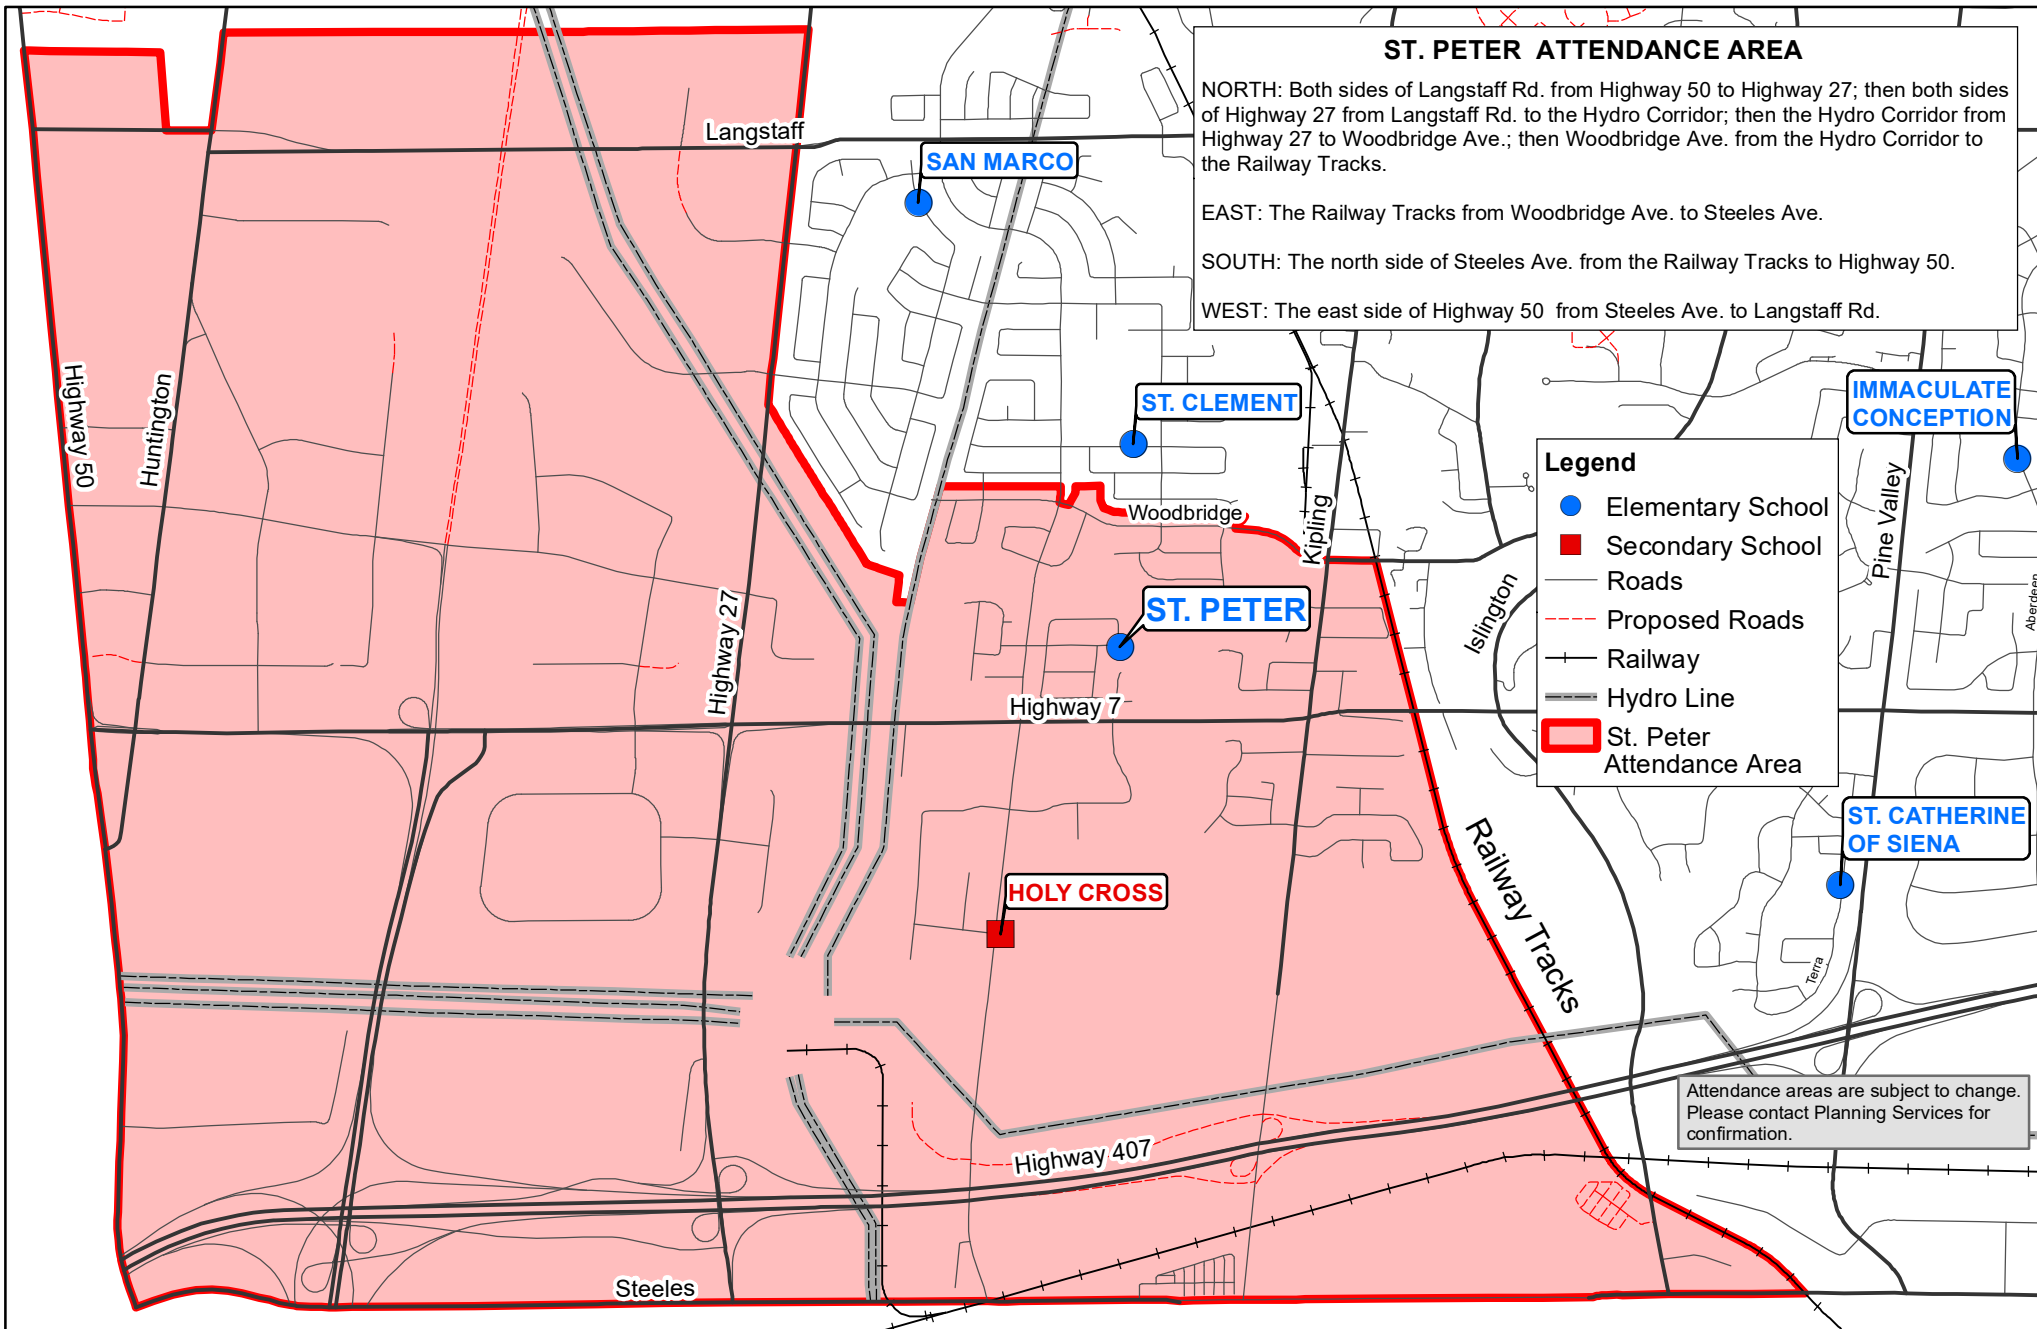 ST. PETER ATTENDANCE AREA
NORTH: Both sides of Langstaff Rd. from Highway 50 to Highway 27; then both sides
of Highway 27 from Langstaff Rd. to the Hydro Corridor; then the Hydro Corridor from
Highway 27 to Woodbridge Ave.; then Woodbridge Ave. from the Hydro Corridor to
the Railway Tracks.
EAST: The Railway Tracks from Woodbridge Ave. to Steeles Ave.
SOUTH: The north side of Steeles Ave. from the Railway Tracks to Highway 50.
WEST: The east side of Highway 50 from Steeles Ave. to Langstaff Rd.
Langstaff
SAN MARCO
Highway 50
Huntington
ST. CLEMENT
IMMACULATE
CONCEPTION
Legend
Elementary School
Secondary School
Roads
Proposed Roads
Railway
Hydro Line
St. Peter
Attendance Area
Pine Valley
Woodbridge
Kipling
Islington
Aberdeen
ST. PETER
Highway 27
Highway 7
ST. CATHERINE
OF SIENA
Railway Tracks
HOLY CROSS
Terra
Attendance areas are subject to change.
Please contact Planning Services for
confirmation.
Highway 407
Steeles